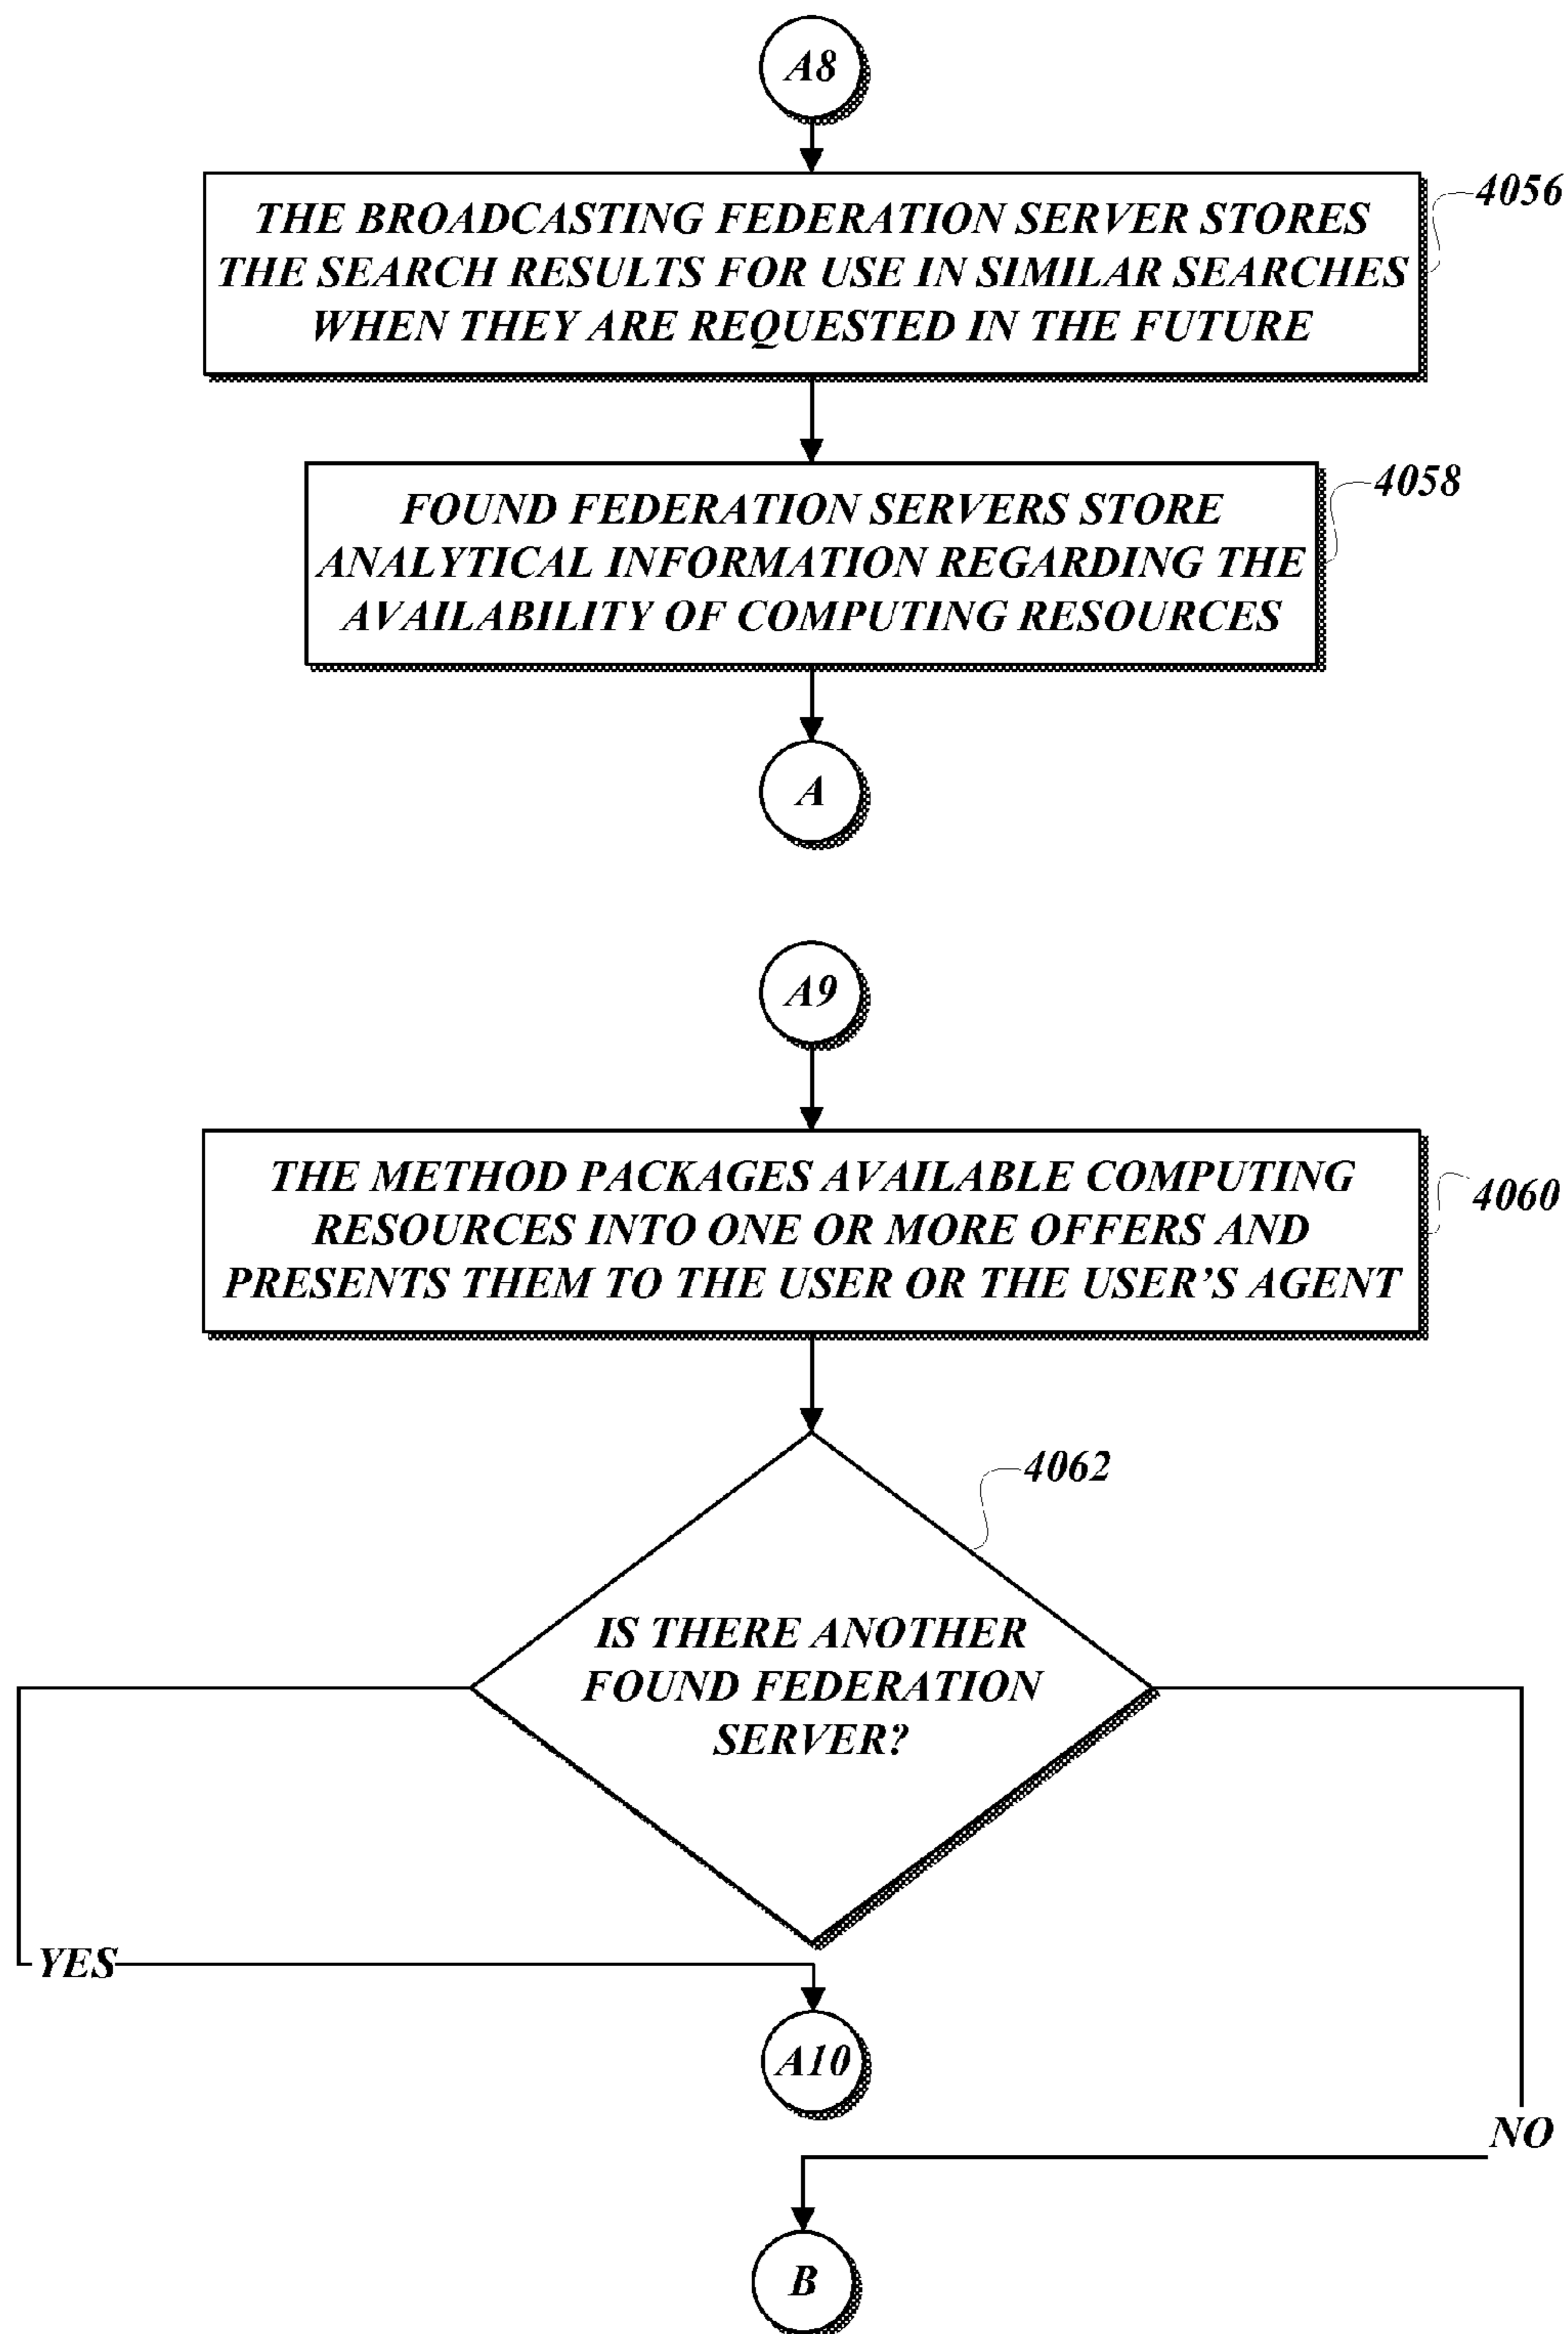 A8
THE BROADCASTING FEDERATION SERVER STORES
THE SEARCH RESULTS FOR USE IN SIMILAR SEARCHES
WHEN THEY ARE REQUESTED IN THE FUTURE
4056
FOUND FEDERATION SERVERS STORE
ANALYTICAL INFORMATION REGARDING THE
AVAILABILITY OF COMPUTING RESOURCES
4058
A
A9
THE METHOD PACKAGES AVAILABLE COMPUTING
RESOURCES INTO ONE OR MORE OFFERS AND
PRESENTS THEM TO THE USER OR THE USER'S AGENT
4060
4062
IS THERE ANOTHER
FOUND FEDERATION
SERVER?
YES
A10
NO
B